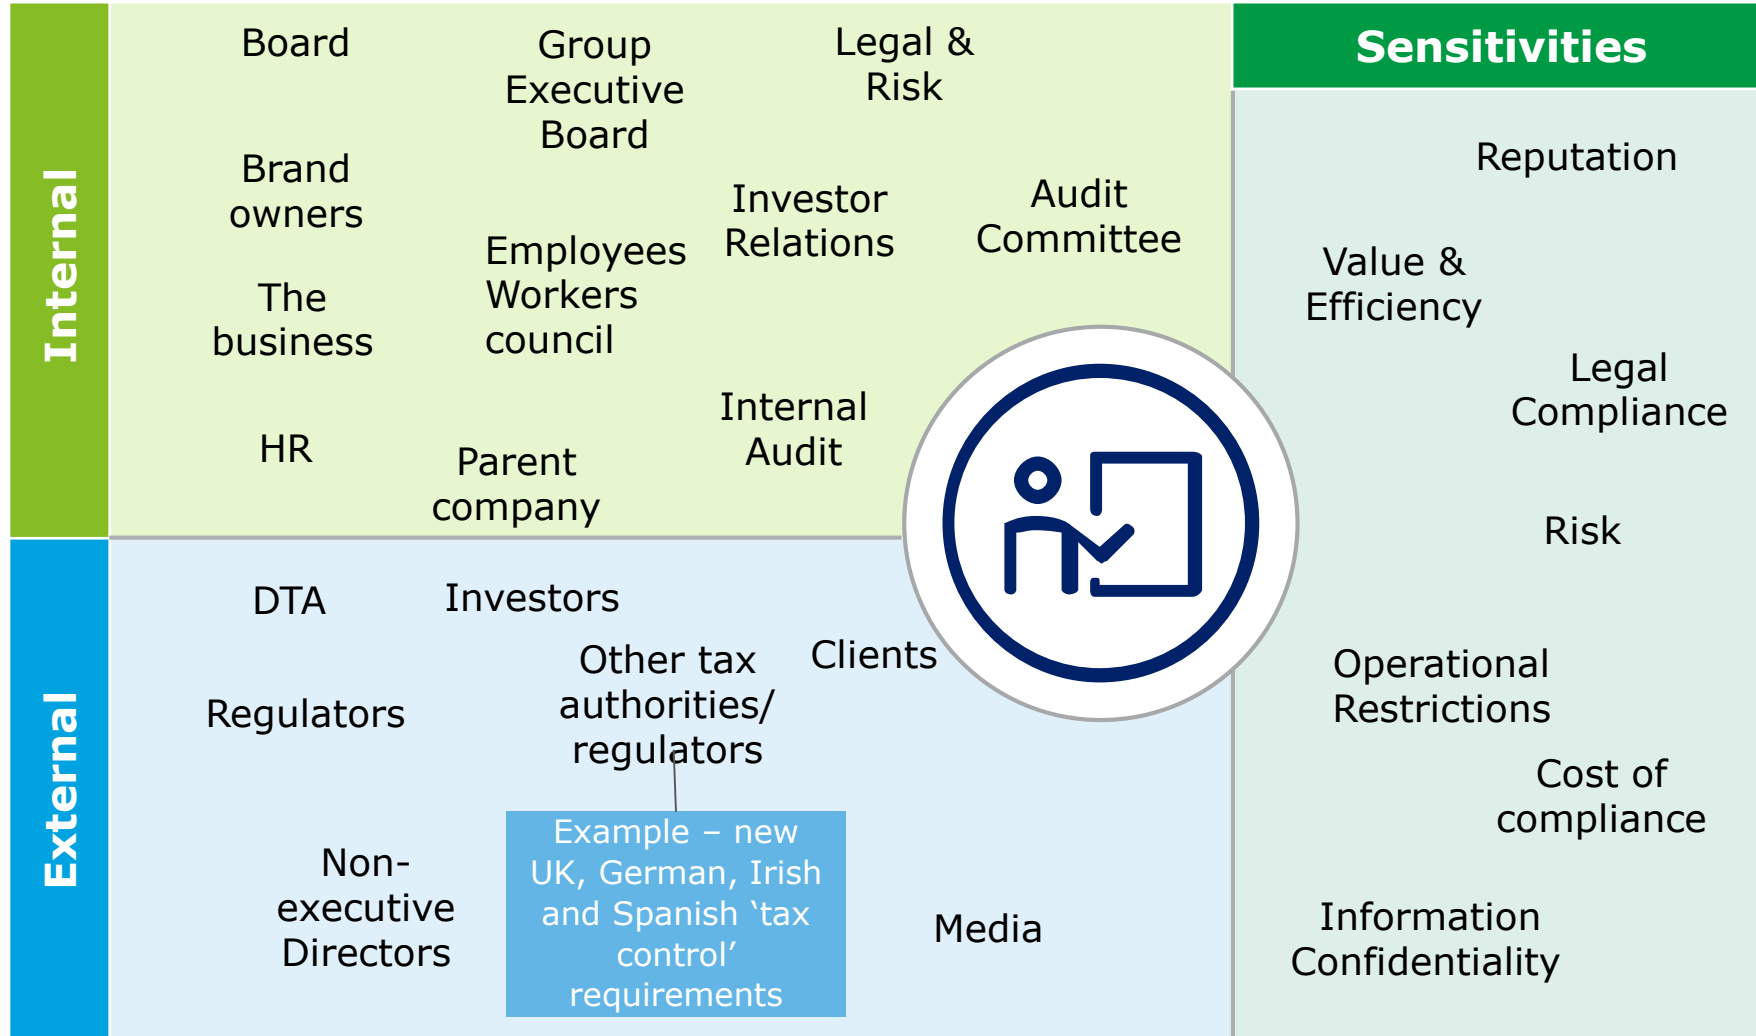 Internal
Board
Group
Executive
Board
Legal &
Risk
Brand
owners
Investor
Relations
Audit
Committee
Employees
Workers
council
The
business
Internal
Audit
HR
Parent
company
External
DTA
Investors
Other tax
authorities/
regulators
Clients
Regulators
Non-
executive
Directors
Example – new
UK, German, Irish
and Spanish ‘tax
control’
requirements
Media
Sensitivities
Reputation
Value &
Efficiency
Legal
Compliance
Risk
Operational
Restrictions
Cost of
compliance
Information
Confidentiality